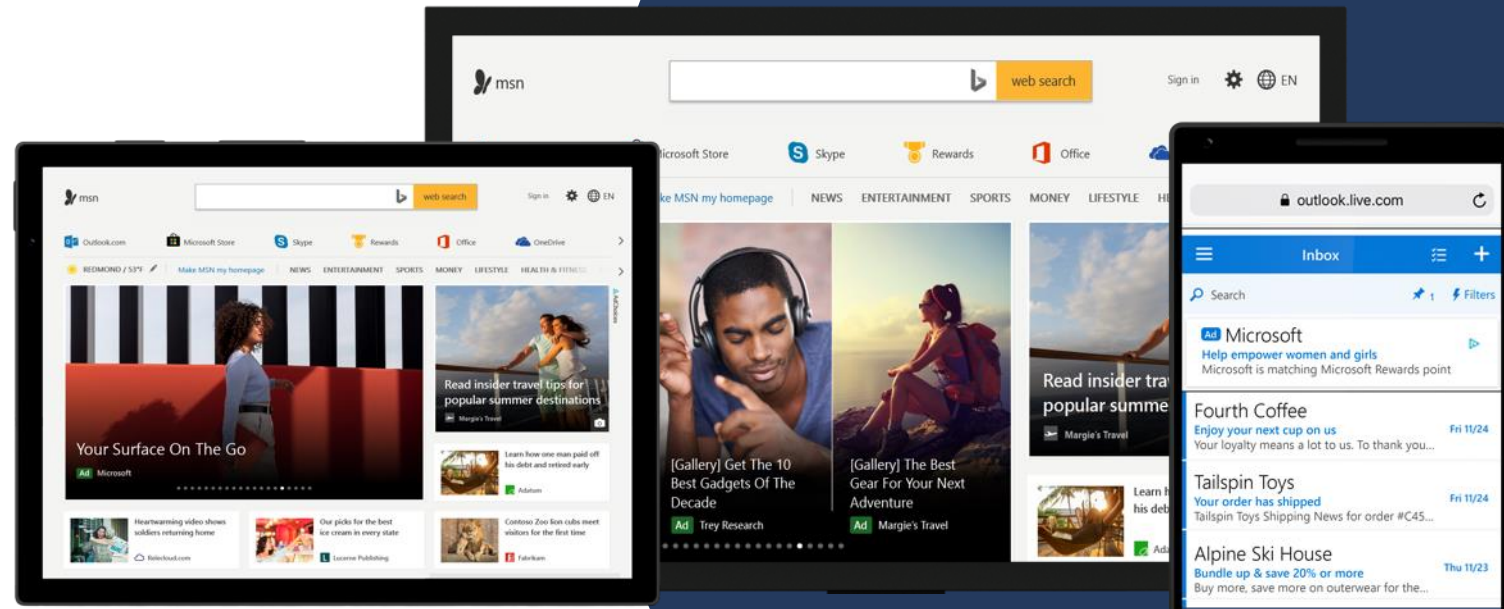 msn
web search
Sign in
EN
Outlook.com
Microsoft Store
Skype
Rewards
Office
OneDrive
REDMOND / 53°F
Make MSN my homepage
NEWS
ENTERTAINMENT
SPORTS
MONEY
LIFESTYLE
HEALTH & FITNESS
AdChoices
Your Surface On The Go
Ad Microsoft
Read insider travel tips for
popular summer destinations
Margie's Travel
Learn how one man paid off
his debt and retired early
Adatum
Heartwarming video shows
soldiers returning home
Relecloud.com
Our picks for the best
ice cream in every state
Lucerne Publishing
Contoso Zoo lion cubs meet
visitors for the first time
Fabrikam
msn
web search
Sign in
EN
icrosoft Store
Skype
Rewards
Office
ke MSN my homepage
NEWS
ENTERTAINMENT
SPORTS
MONEY
LIFESTYLE
HE
[Gallery] Get The 10
Best Gadgets Of The
Decade
Ad Trey Research
[Gallery] The Best
Gear For Your Next
Adventure
Ad Margie's Travel
Read insider tra
popular summe
Margie's Travel
Learn h
his deb
Ada
outlook.live.com
Inbox
Search
1
Filters
Ad Microsoft
Help empower women and girls
Microsoft is matching Microsoft Rewards point
Fourth Coffee
Enjoy your next cup on us
Fri 11/24
Your loyalty means a lot to us. To thank you...
Tailspin Toys
Your order has shipped
Fri 11/24
Tailspin Toys Shipping News for order #C45...
Alpine Ski House
Bundle up & save 20% or more
Thu 11/23
Buy more, save more on outerwear for the...